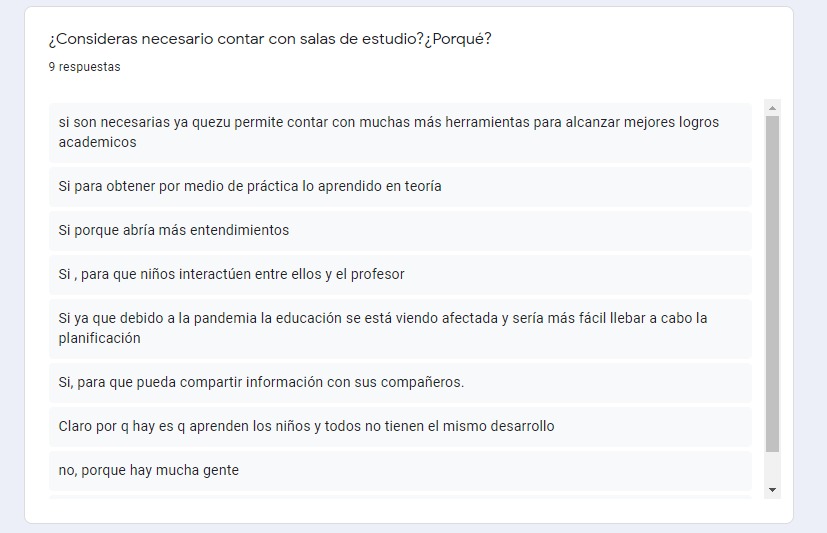 ¿Consideras necesario contar con salas de estudio?¿Porqué?
9 respuestas
si son necesarias ya quezu permite contar con muchas más herramientas para alcanzar mejores logros
academicos
Si para obtener por medio de práctica lo aprendido en teoría
Si porque abría más entendimientos
Si , para que niños interactúen entre ellos y el profesor
Si ya que debido a la pandemia la educación se está viendo afectada y sería más fácil llebar a cabo la
planificación
Si, para que pueda compartir información con sus compañeros.
Claro por q hay es q aprenden los niños y todos no tienen el mismo desarrollo
no, porque hay mucha gente